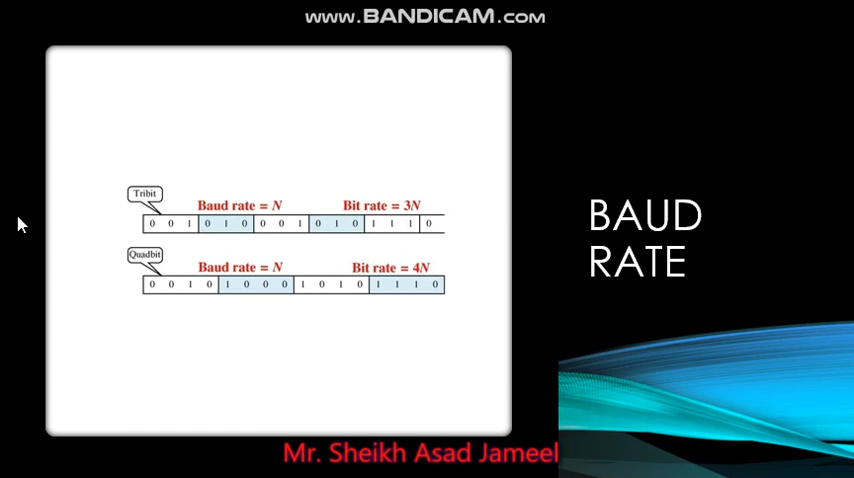 www.BANDICAM.com
Tribit
Baud rate = N Bit rate = 3N
0 0 1 0 1 0 0 0 1 0 1 0 1 1 1 0
Quadbit
Baud rate = N Bit rate = 4N
0 0 1 0 1 0 0 0 1 0 1 0 1 1 1 0
BAUD
RATE
Mr. Sheikh Asad Jameel